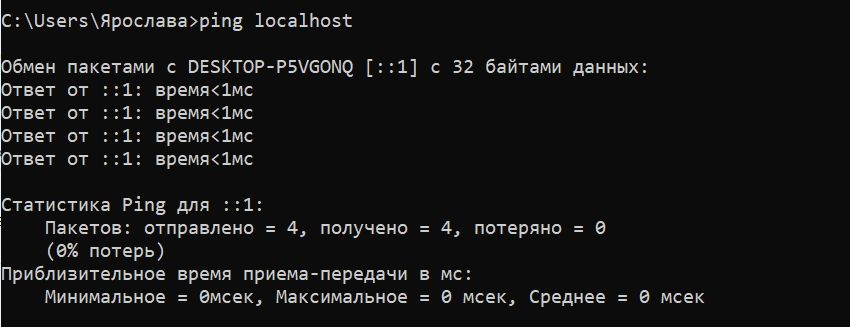 C:\Users\Ярослава>ping localhost
Обмен пакетами с DESKTOP-P5VGONQ [::1] с 32 байтами данных:
Ответ от ::1: время<1мс
Ответ от ::1: время<1мс
Ответ от ::1: время<1мс
Ответ от ::1: время<1мс
Статистика Ping для ::1:
    Пакетов: отправлено = 4, получено = 4, потеряно = 0
    (0% потерь)
Приблизительное время приема-передачи в мс:
    Минимальное = 0мсек, Максимальное = 0 мсек, Среднее = 0 мсек